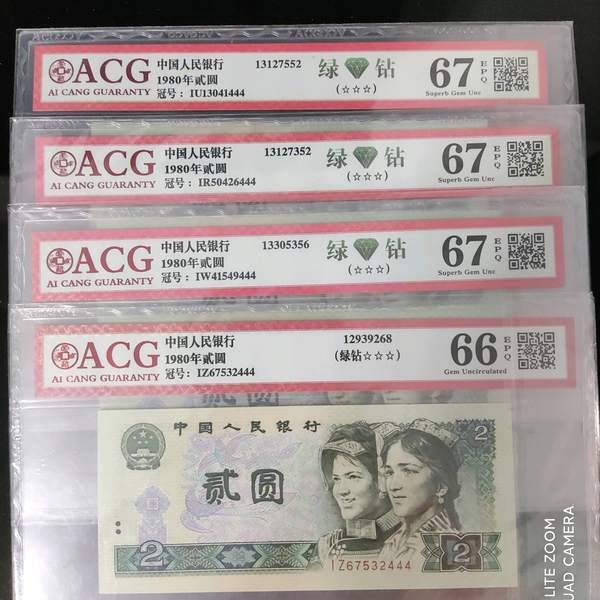 ACG
AI CANG GUARANTY
中国人民银行 13127552
1980年贰圆
冠号: IU13041444
绿 钻
(☆☆☆)
67 EPQ
Superb Gem Unc
ACG
AI CANG GUARANTY
中国人民银行 13127352
1980年贰圆
冠号: IR50426444
绿 钻
(☆☆☆)
67 EPQ
Superb Gem Unc
ACG
AI CANG GUARANTY
中国人民银行 13305356
1980年贰圆
冠号: IW41549444
绿 钻
(☆☆☆)
67 EPQ
Superb Gem Unc
ACG
AI CANG GUARANTY
中国人民银行 12939268
1980年贰圆 (绿钻☆☆☆)
冠号: IZ67532444
66 EPQ
Gem Uncirculated
中国人民银行
贰圆
2
2
2
IZ67532444
LITE ZOOM
UAD CAMERA